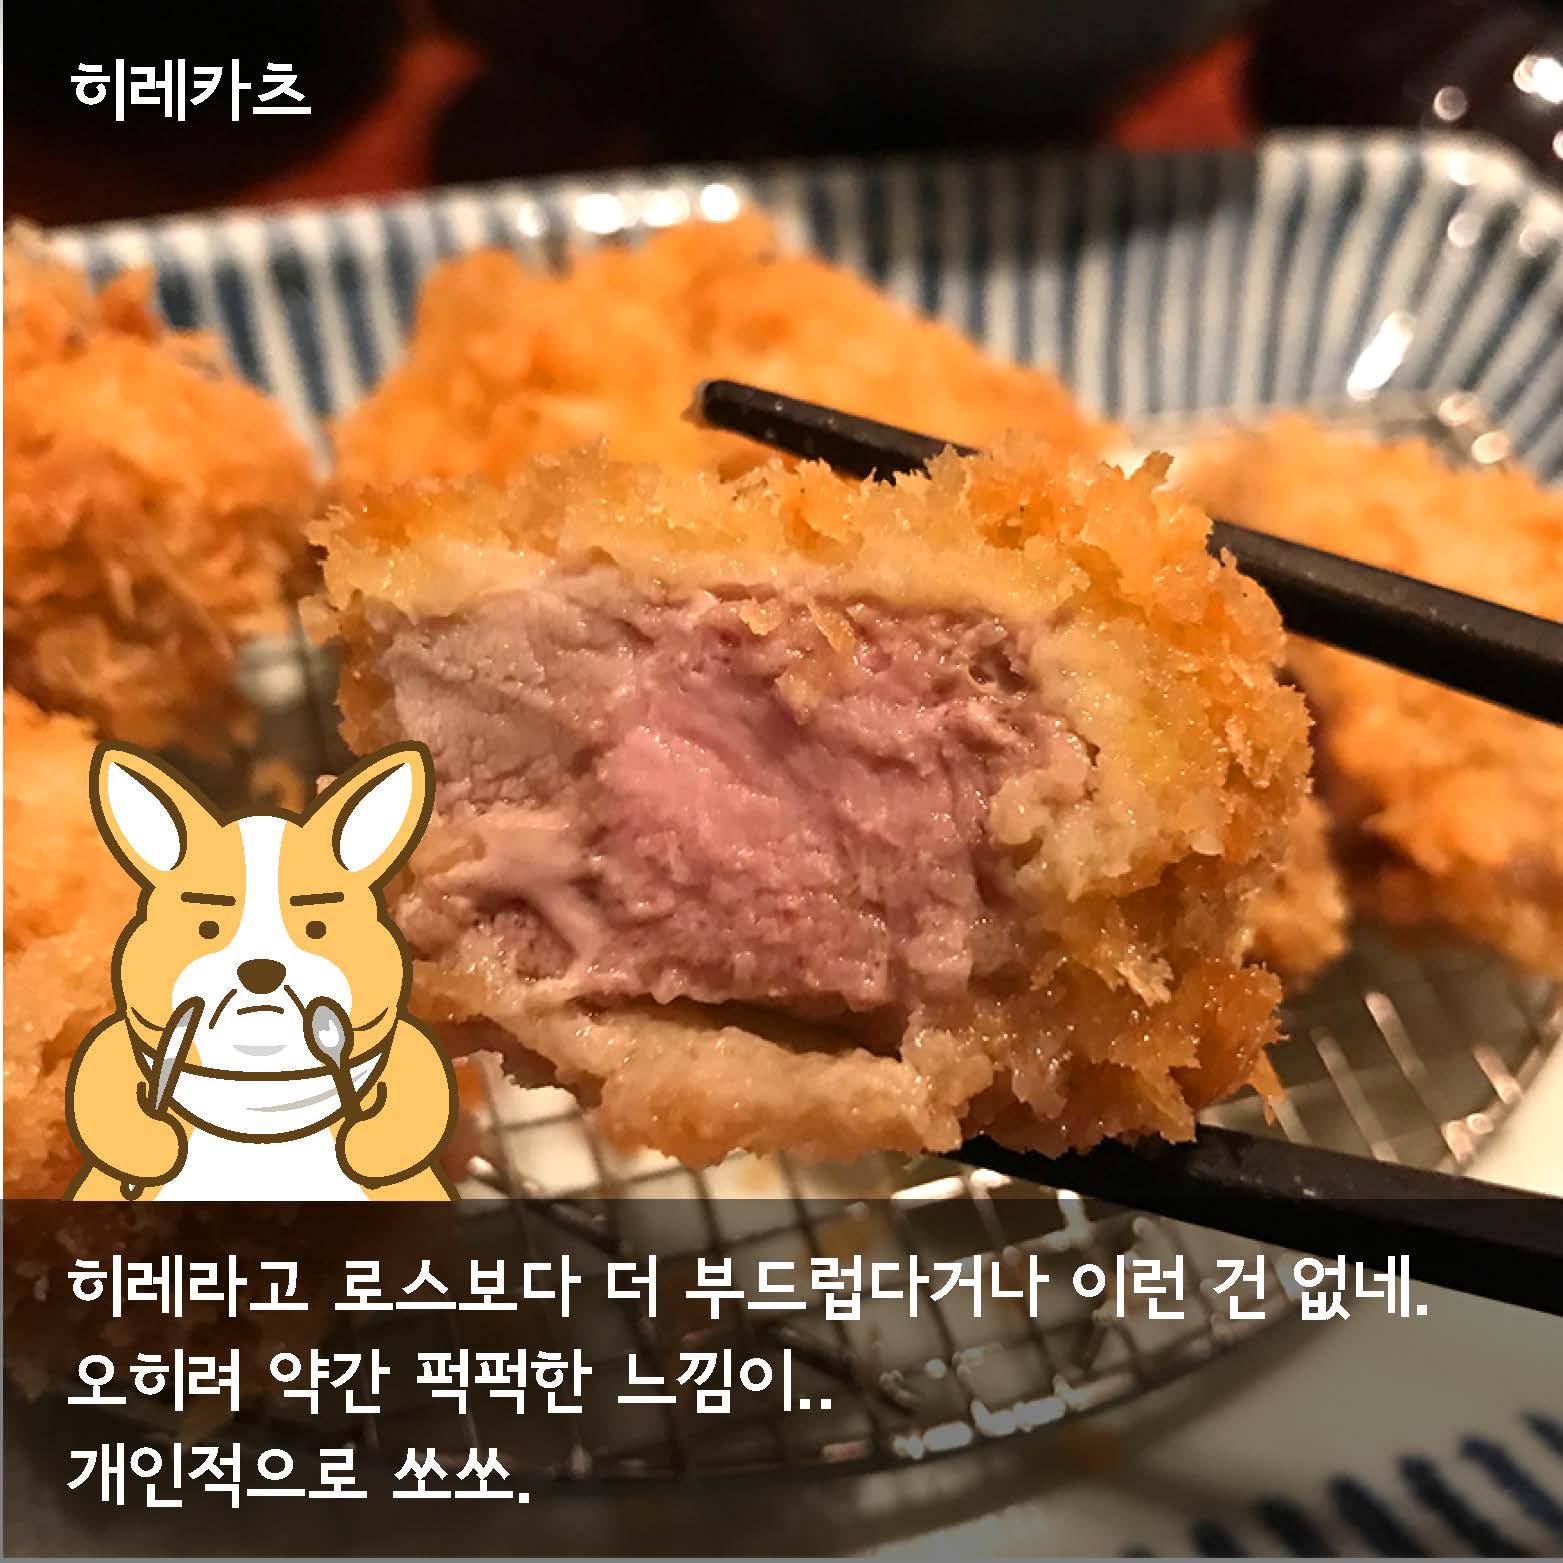 히레카츠
히레라고 로스보다 더 부드럽다거나 이런 건 없네.
오히려 약간 퍽퍽한 느낌이..
개인적으로 쏘쏘.